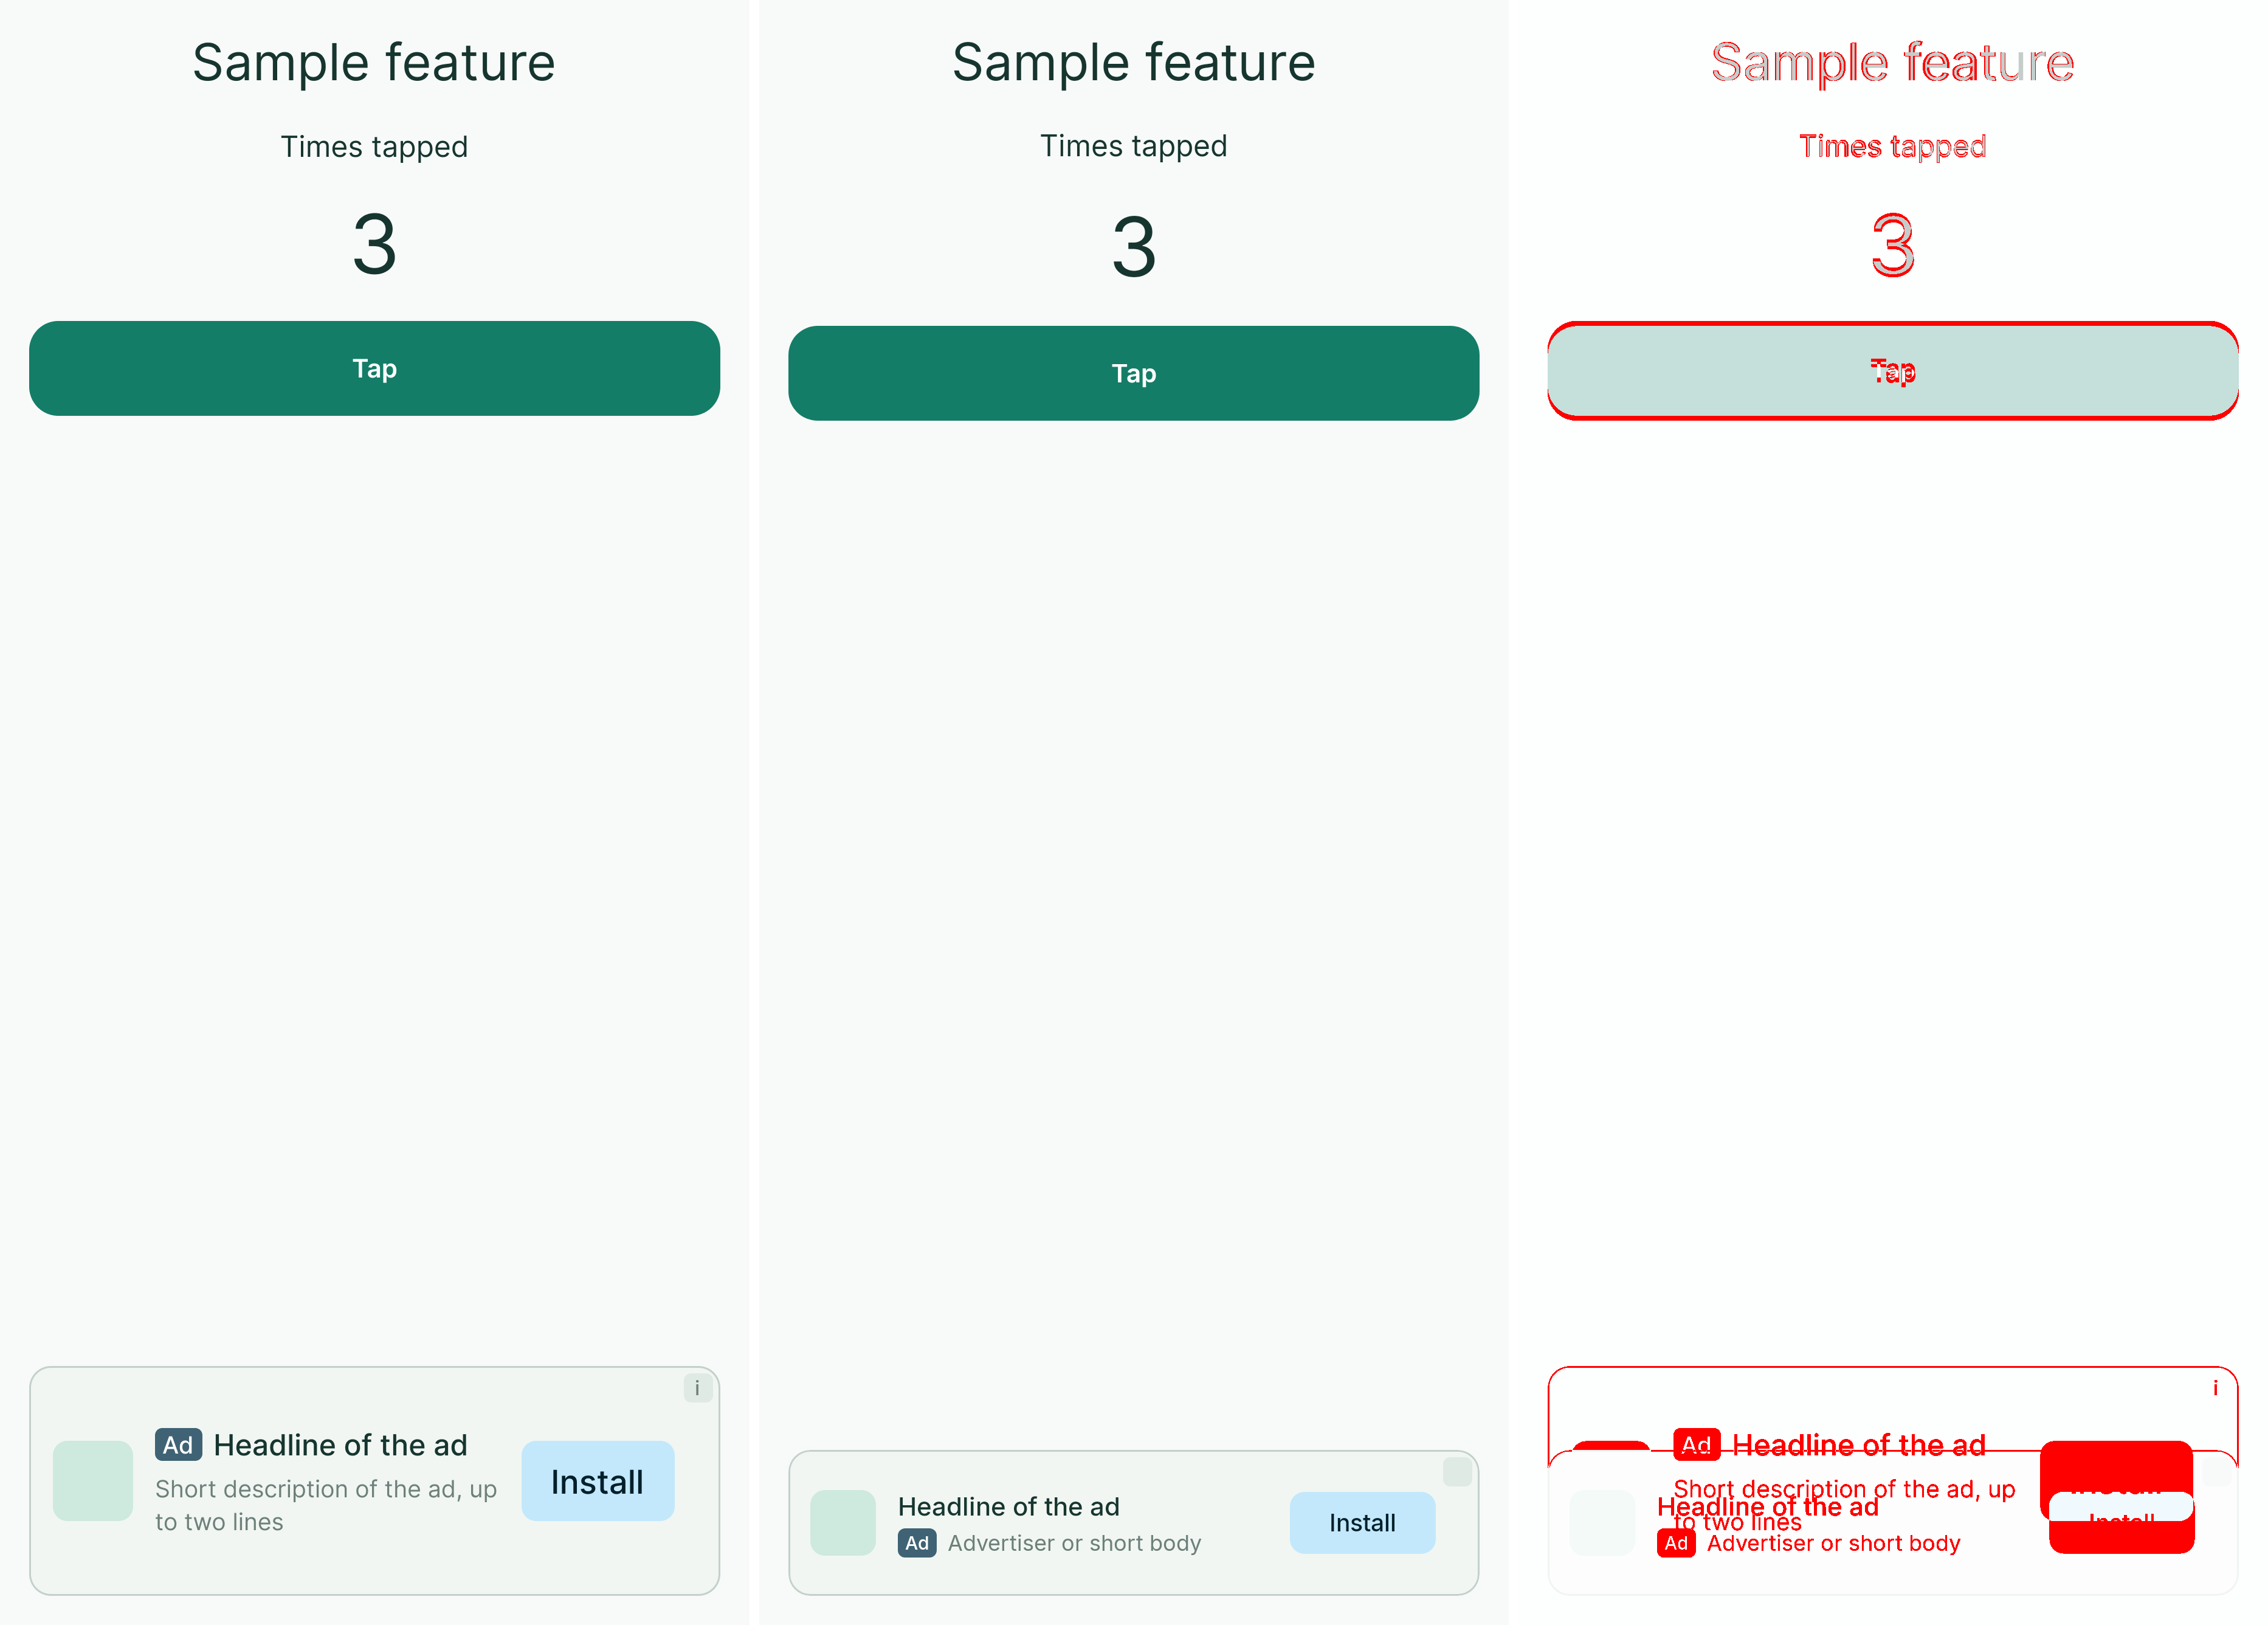 Sample feature
Times tapped
3
Tap
i
Ad Headline of the ad
Short description of the ad, up
to two lines
Install
Sample feature
Times tapped
3
Tap
Headline of the ad
Ad Advertiser or short body
Install
Sample feature
Times tapped
3
Tap
i
Ad Headline of the ad
Short description of the ad, up
Headline of the ad
to two lines
Ad Advertiser or short body
Install
Install